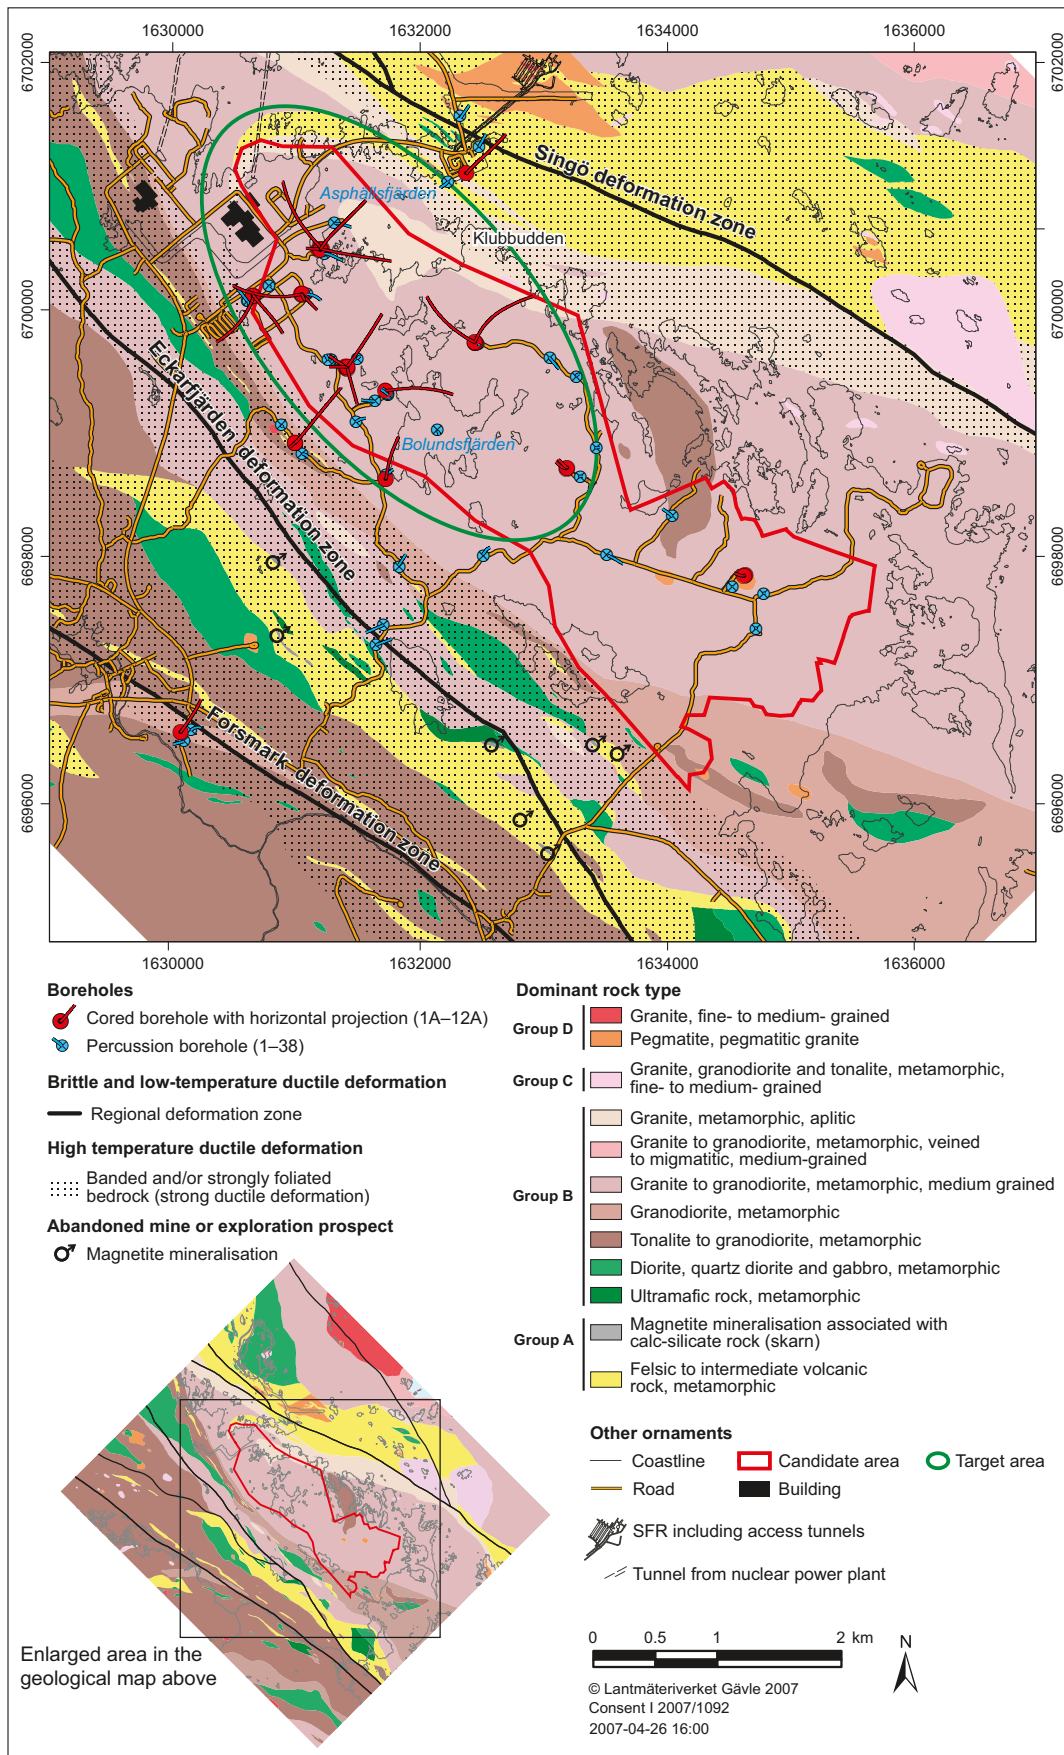 1630000 1632000 1634000 1636000
6702000 6702000
Singö deformation zone
Asphällsfjärden
Klubbudden
6700000 6700000
Eckarfjärden deformation zone
Bolundsfjärden
6698000 6698000
Forsmark deformation zone
6696000 6696000
1630000 1632000 1634000 1636000
Boreholes
Cored borehole with horizontal projection (1A–12A)
Percussion borehole (1–38)
Brittle and low-temperature ductile deformation
Regional deformation zone
High temperature ductile deformation
Banded and/or strongly foliated
bedrock (strong ductile deformation)
Abandoned mine or exploration prospect
Magnetite mineralisation
Enlarged area in the
geological map above
Dominant rock type
Group D
Granite, fine- to medium- grained
Pegmatite, pegmatitic granite
Group C
Granite, granodiorite and tonalite, metamorphic,
fine- to medium- grained
Group B
Granite, metamorphic, aplitic
Granite to granodiorite, metamorphic, veined
to migmatitic, medium-grained
Granite to granodiorite, metamorphic, medium grained
Granodiorite, metamorphic
Tonalite to granodiorite, metamorphic
Diorite, quartz diorite and gabbro, metamorphic
Ultramafic rock, metamorphic
Group A
Magnetite mineralisation associated with
calc-silicate rock (skarn)
Felsic to intermediate volcanic
rock, metamorphic
Other ornaments
Coastline Candidate area Target area
Road Building
SFR including access tunnels
Tunnel from nuclear power plant
0 0.5 1 2 km
N
© Lantmäteriverket Gävle 2007
Consent I 2007/1092
2007-04-26 16:00